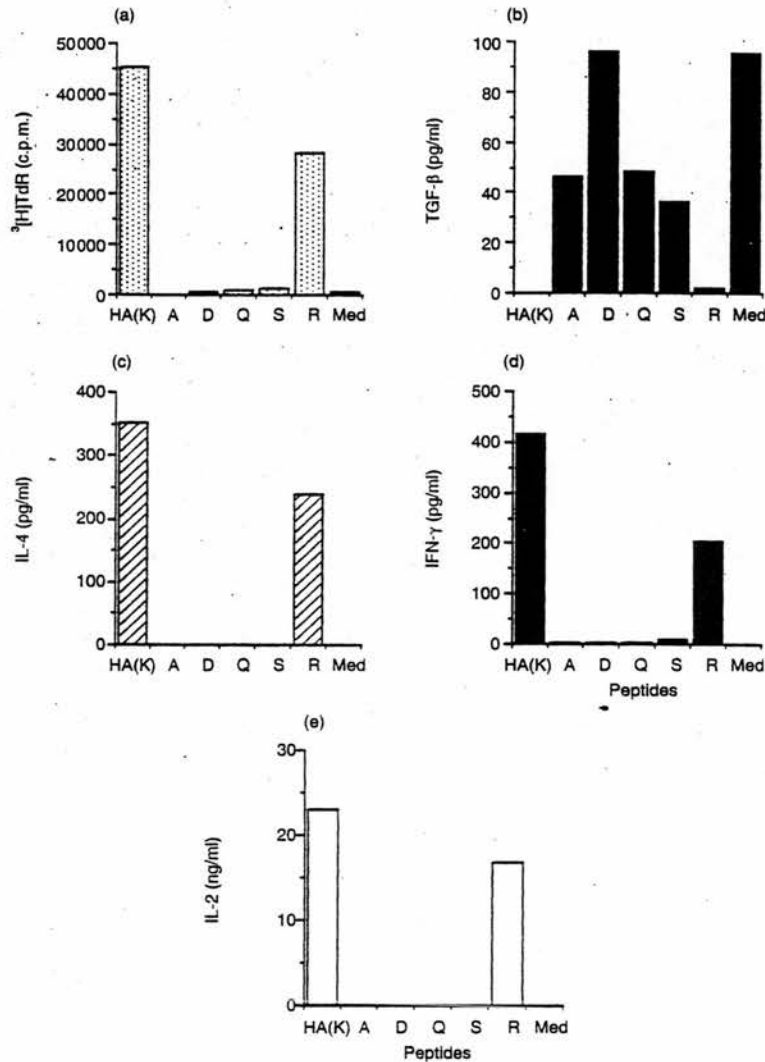 (a)
50000
40000
30000
20000
10000
0
³[H]TdR (c.p.m.)
HA(K) A D Q S R Med
(b)
100
80
60
40
20
0
TGF-β (pg/ml)
HA(K) A D Q S R Med
(c)
400
300
200
100
0
IL-4 (pg/ml)
HA(K) A D Q S R Med
(d)
500
400
300
200
100
0
IFN-γ (pg/ml)
HA(K) A D Q S R Med
Peptides
(e)
30
20
10
0
IL-2 (ng/ml)
HA(K) A D Q S R Med
Peptides